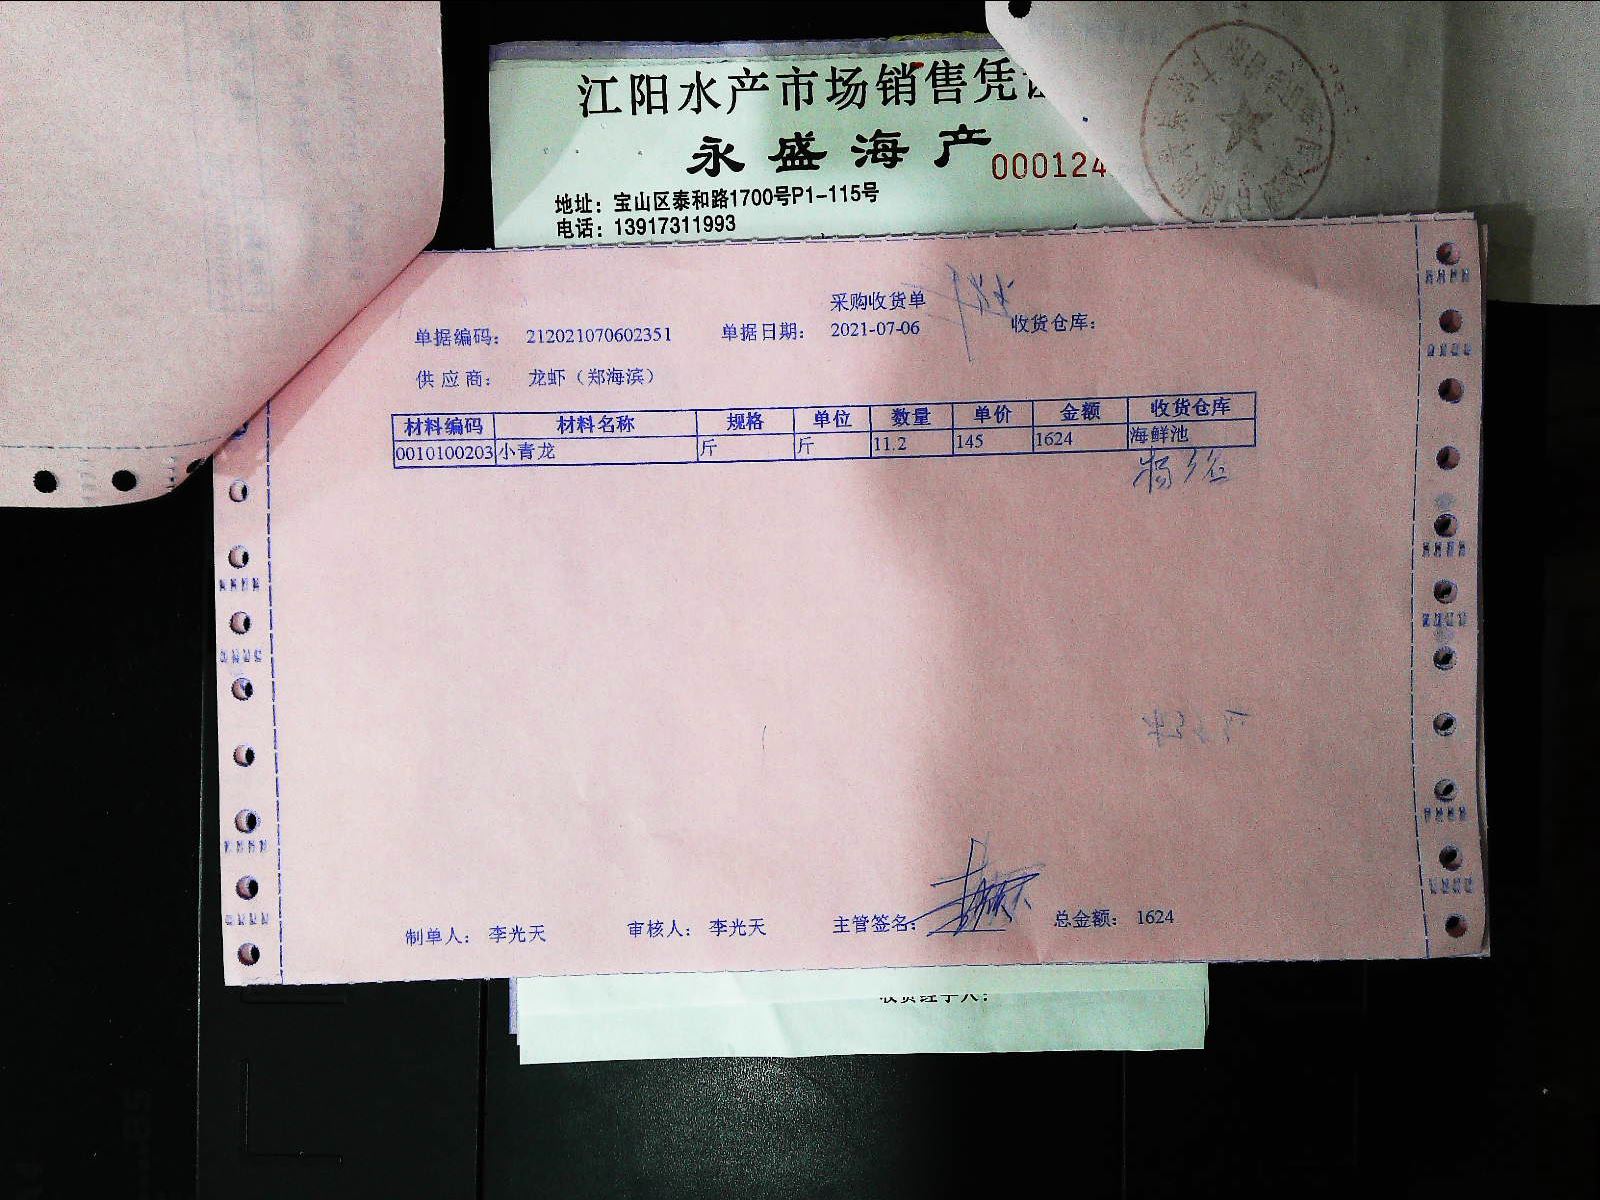 江阳水产市场销售凭
永盛海产
000124
地址：宝山区泰和路1700号P1-115号
电话：13917311993
采购收货单
单据编码： 212021070602351 单据日期： 2021-07-06 收货仓库：
供应商： 龙虾（郑海滨）
材料编码 材料名称 规格 单位 数量 单价 金额 收货仓库
0010100203 小青龙 斤 斤 11.2 145 1624 海鲜池
制单人： 李光天 审核人： 李光天 主管签名： 总金额： 1624